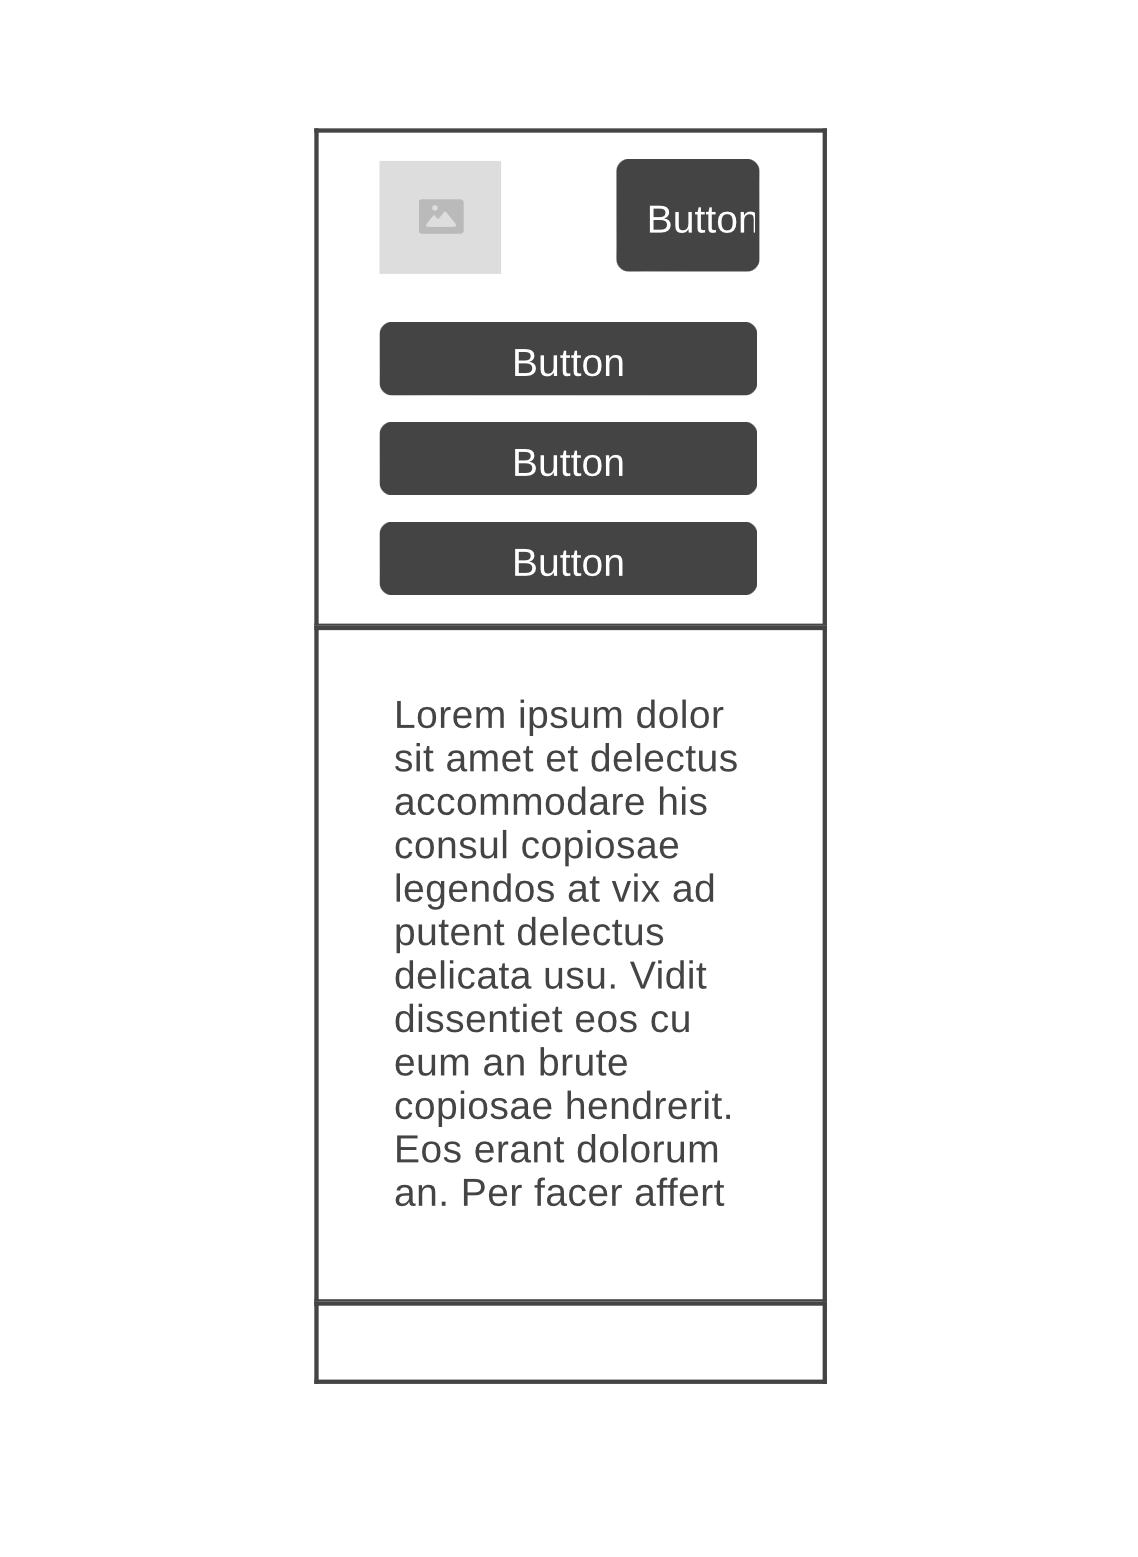 Button
Button
Button
Button
Lorem ipsum dolor
sit amet et delectus
accommodare his
consul copiosae
legendos at vix ad
putent delectus
delicata usu. Vidit
dissentiet eos cu
eum an brute
copiosae hendrerit.
Eos erant dolorum
an. Per facer affert